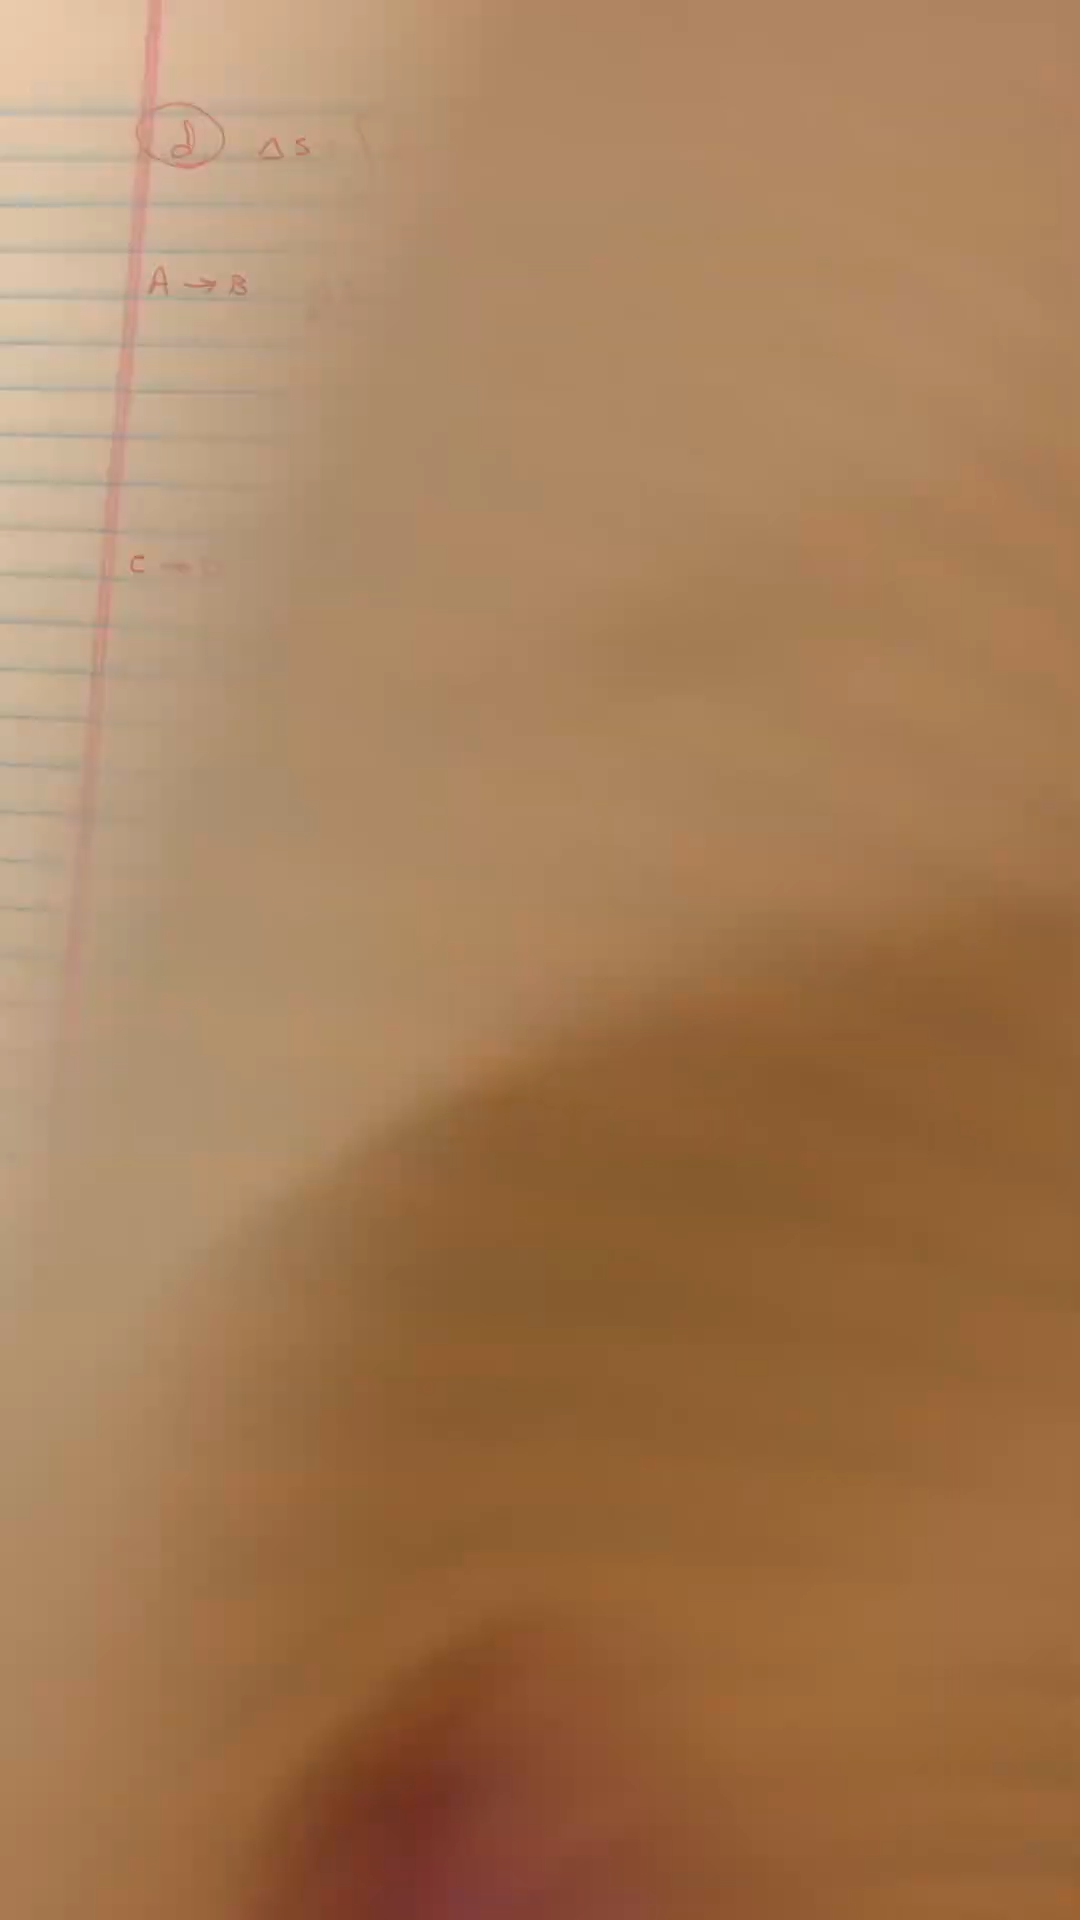 d ΔS
A → B
C →